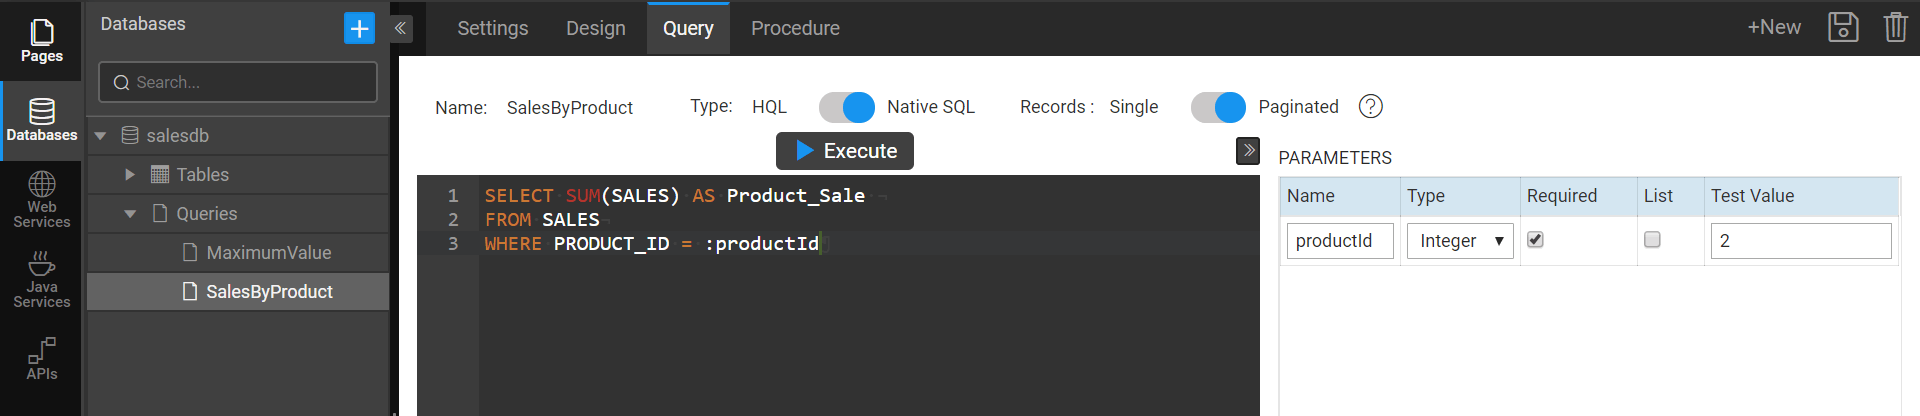 Pages
Databases
Web
Services
Java
Services
APIs
Databases
Search...
salesdb
Tables
Queries
MaximumValue
SalesByProduct
Settings Design Query Procedure +New
Name: SalesByProduct Type: HQL Native SQL Records : Single Paginated ?
Execute
1 SELECT SUM(SALES) AS Product_Sale
2 FROM SALES
3 WHERE PRODUCT_ID = :productId
PARAMETERS
Name Type Required List Test Value
productId Integer 2